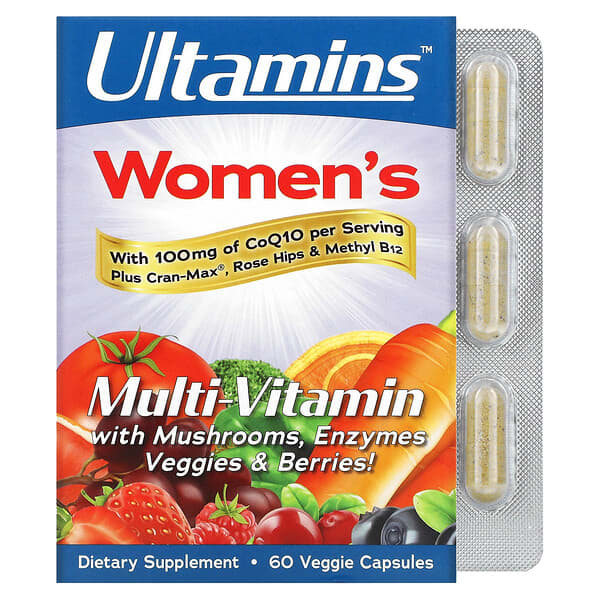 Ultamins™
Women's
With 100mg of CoQ10 per Serving
Plus Cran-Max®, Rose Hips & Methyl B12
Multi-Vitamin
with Mushrooms, Enzymes
Veggies & Berries!
Dietary Supplement • 60 Veggie Capsules